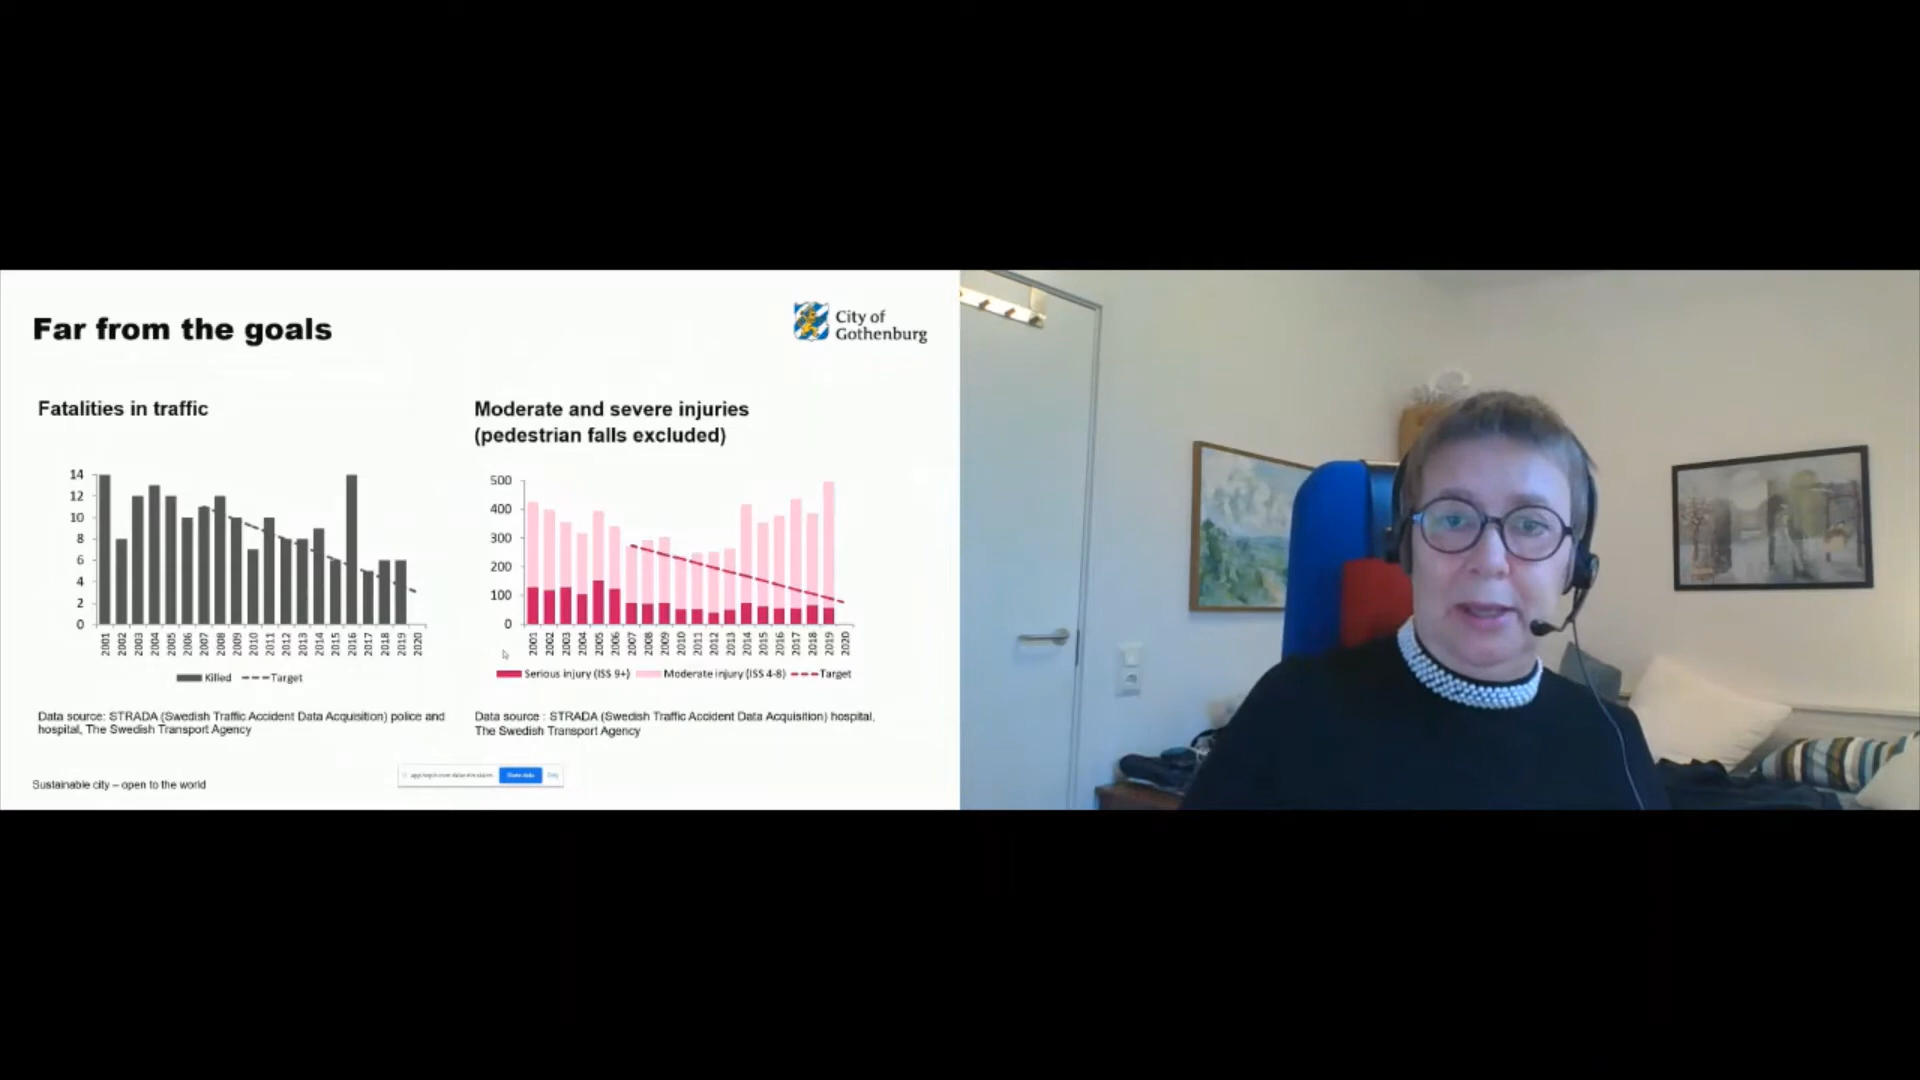 Far from the goals
City of
Gothenburg
Fatalities in traffic
14
12
10
8
6
4
2
0
2001 2002 2003 2004 2005 2006 2007 2008 2009 2010 2011 2012 2013 2014 2015 2016 2017 2018 2019 2020
Killed Target
Data source: STRADA (Swedish Traffic Accident Data Acquisition) police and
hospital, The Swedish Transport Agency
Moderate and severe injuries
(pedestrian falls excluded)
500
400
300
200
100
0
2001 2002 2003 2004 2005 2006 2007 2008 2009 2010 2011 2012 2013 2014 2015 2016 2017 2018 2019 2020
Serious injury (ISS 9+) Moderate injury (ISS 4-8) Target
Data source : STRADA (Swedish Traffic Accident Data Acquisition) hospital,
The Swedish Transport Agency
Sustainable city – open to the world